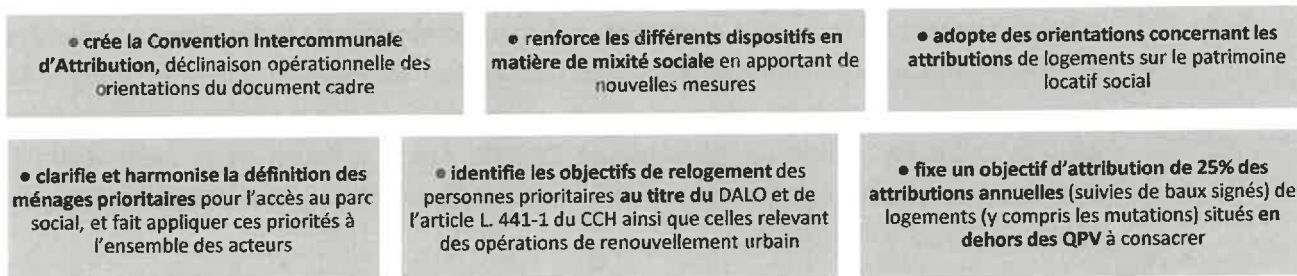 • crée la Convention Intercommunale
d'Attribution, déclinaison opérationnelle des
orientations du document cadre
• renforce les différents dispositifs en
matière de mixité sociale en apportant de
nouvelles mesures
• adopte des orientations concernant les
attributions de logements sur le patrimoine
locatif social
• clarifie et harmonise la définition des
ménages prioritaires pour l'accès au parc
social, et fait appliquer ces priorités à
l'ensemble des acteurs
• identifie les objectifs de relogement des
personnes prioritaires au titre du DALO et de
l'article L. 441-1 du CCH ainsi que celles relevant
des opérations de renouvellement urbain
• fixe un objectif d'attribution de 25% des
attributions annuelles (suivies de baux signés) de
logements (y compris les mutations) situés en
dehors des QPV à consacrer